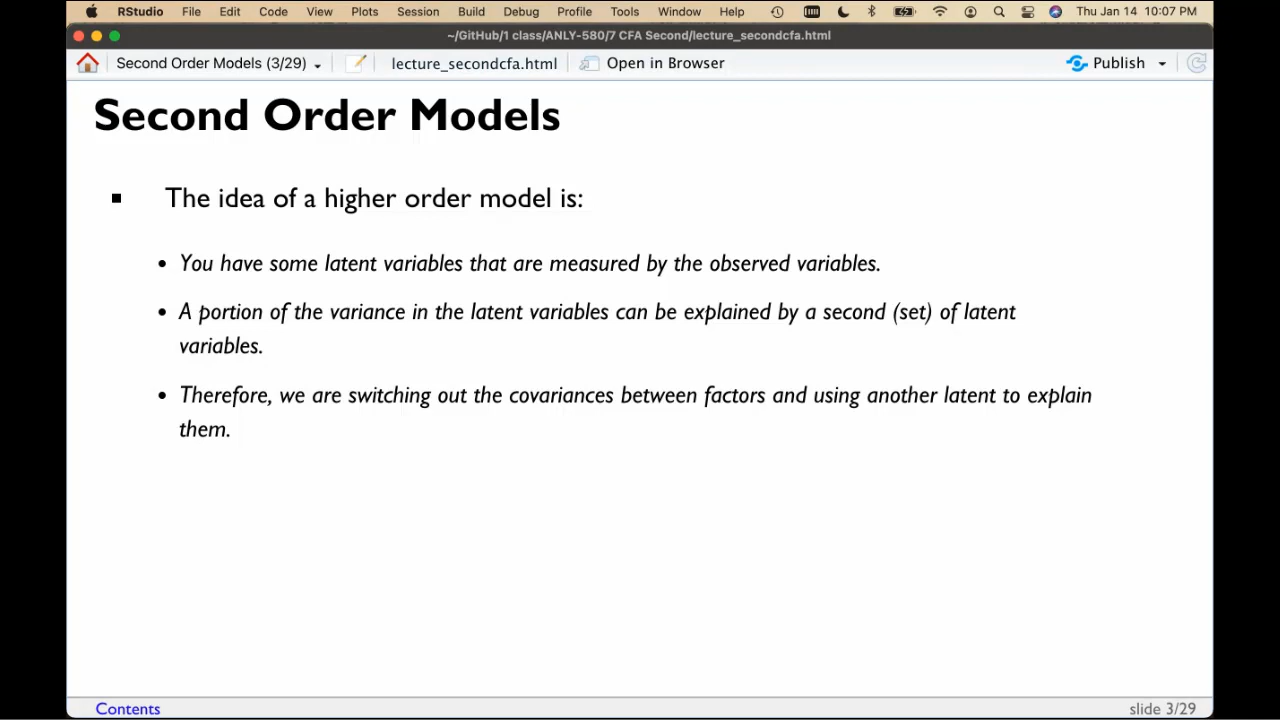 RStudio File Edit Code View Plots Session Build Debug Profile Tools Window Help Thu Jan 14 10:07 PM
~/GitHub/1 class/ANLY-580/7 CFA Second/lecture_secondcfa.html
Second Order Models (3/29) lecture_secondcfa.html Open in Browser Publish
Second Order Models
The idea of a higher order model is:
You have some latent variables that are measured by the observed variables.
A portion of the variance in the latent variables can be explained by a second (set) of latent
variables.
Therefore, we are switching out the covariances between factors and using another latent to explain
them.
Contents slide 3/29